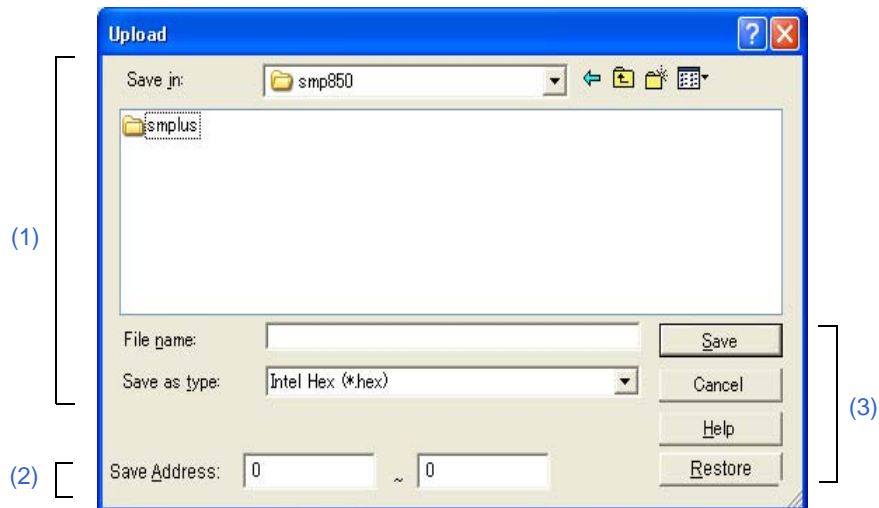 Upload
Save in: smp850
smplus
(1)
File name:
Save
Save as type: Intel Hex (*.hex)
Cancel
(3)
Help
(2)
Save Address: 0 ~ 0
Restore